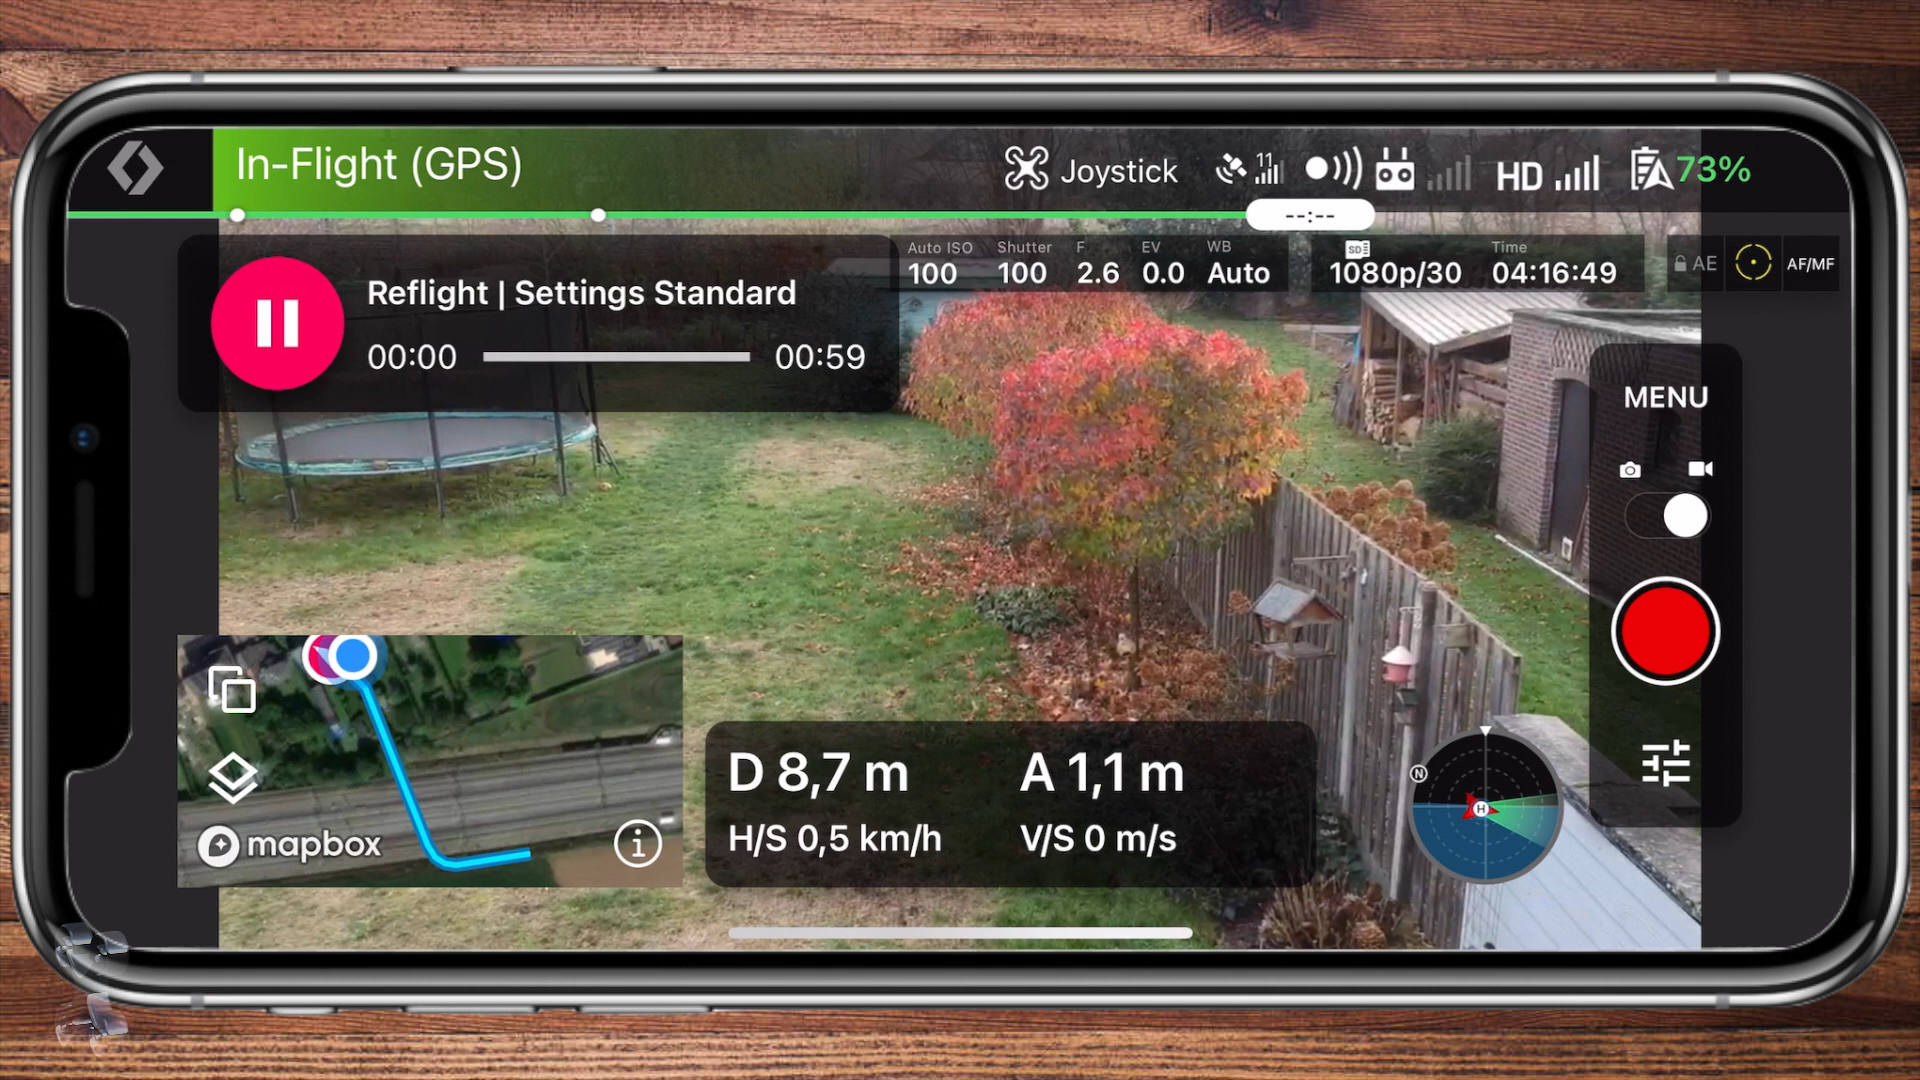 In-Flight (GPS)
Joystick
11
HD
73%
--:--
Auto ISO
100
Shutter
100
F
2.6
EV
0.0
WB
Auto
SD
1080p/30
Time
04:16:49
AE
AF/MF
Reflight | Settings Standard
00:00
00:59
MENU
mapbox
i
D 8,7 m
A 1,1 m
H/S 0,5 km/h
V/S 0 m/s
N
H